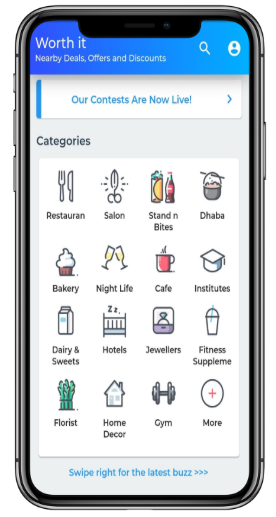 Worth it
Nearby Deals, Offers and Discounts
Our Contests Are Now Live!
Categories
Restauran Salon Stand n Bites Dhaba
Bakery Night Life Cafe Institutes
Zz.
Dairy & Sweets Hotels Jewellers Fitness Suppleme
Florist Home Decor Gym More
Swipe right for the latest buzz >>>